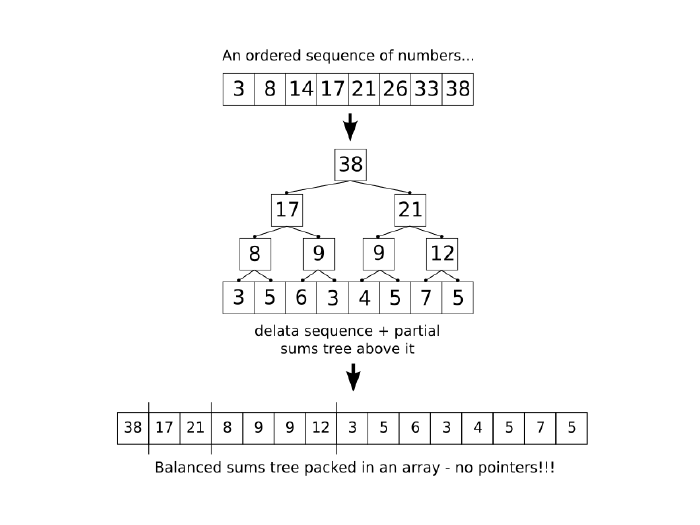 An ordered sequence of numbers...
3 8 14 17 21 26 33 38
38
17 21
8 9 9 12
3 5 6 3 4 5 7 5
delata sequence + partial
sums tree above it
38 17 21 8 9 9 12 3 5 6 3 4 5 7 5
Balanced sums tree packed in an array - no pointers!!!